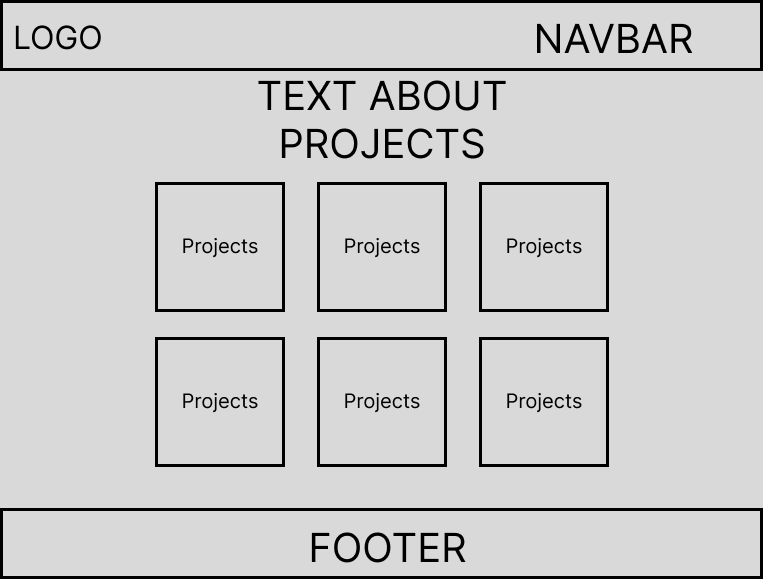 LOGO
NAVBAR
TEXT ABOUT
PROJECTS
Projects
Projects
Projects
Projects
Projects
Projects
FOOTER